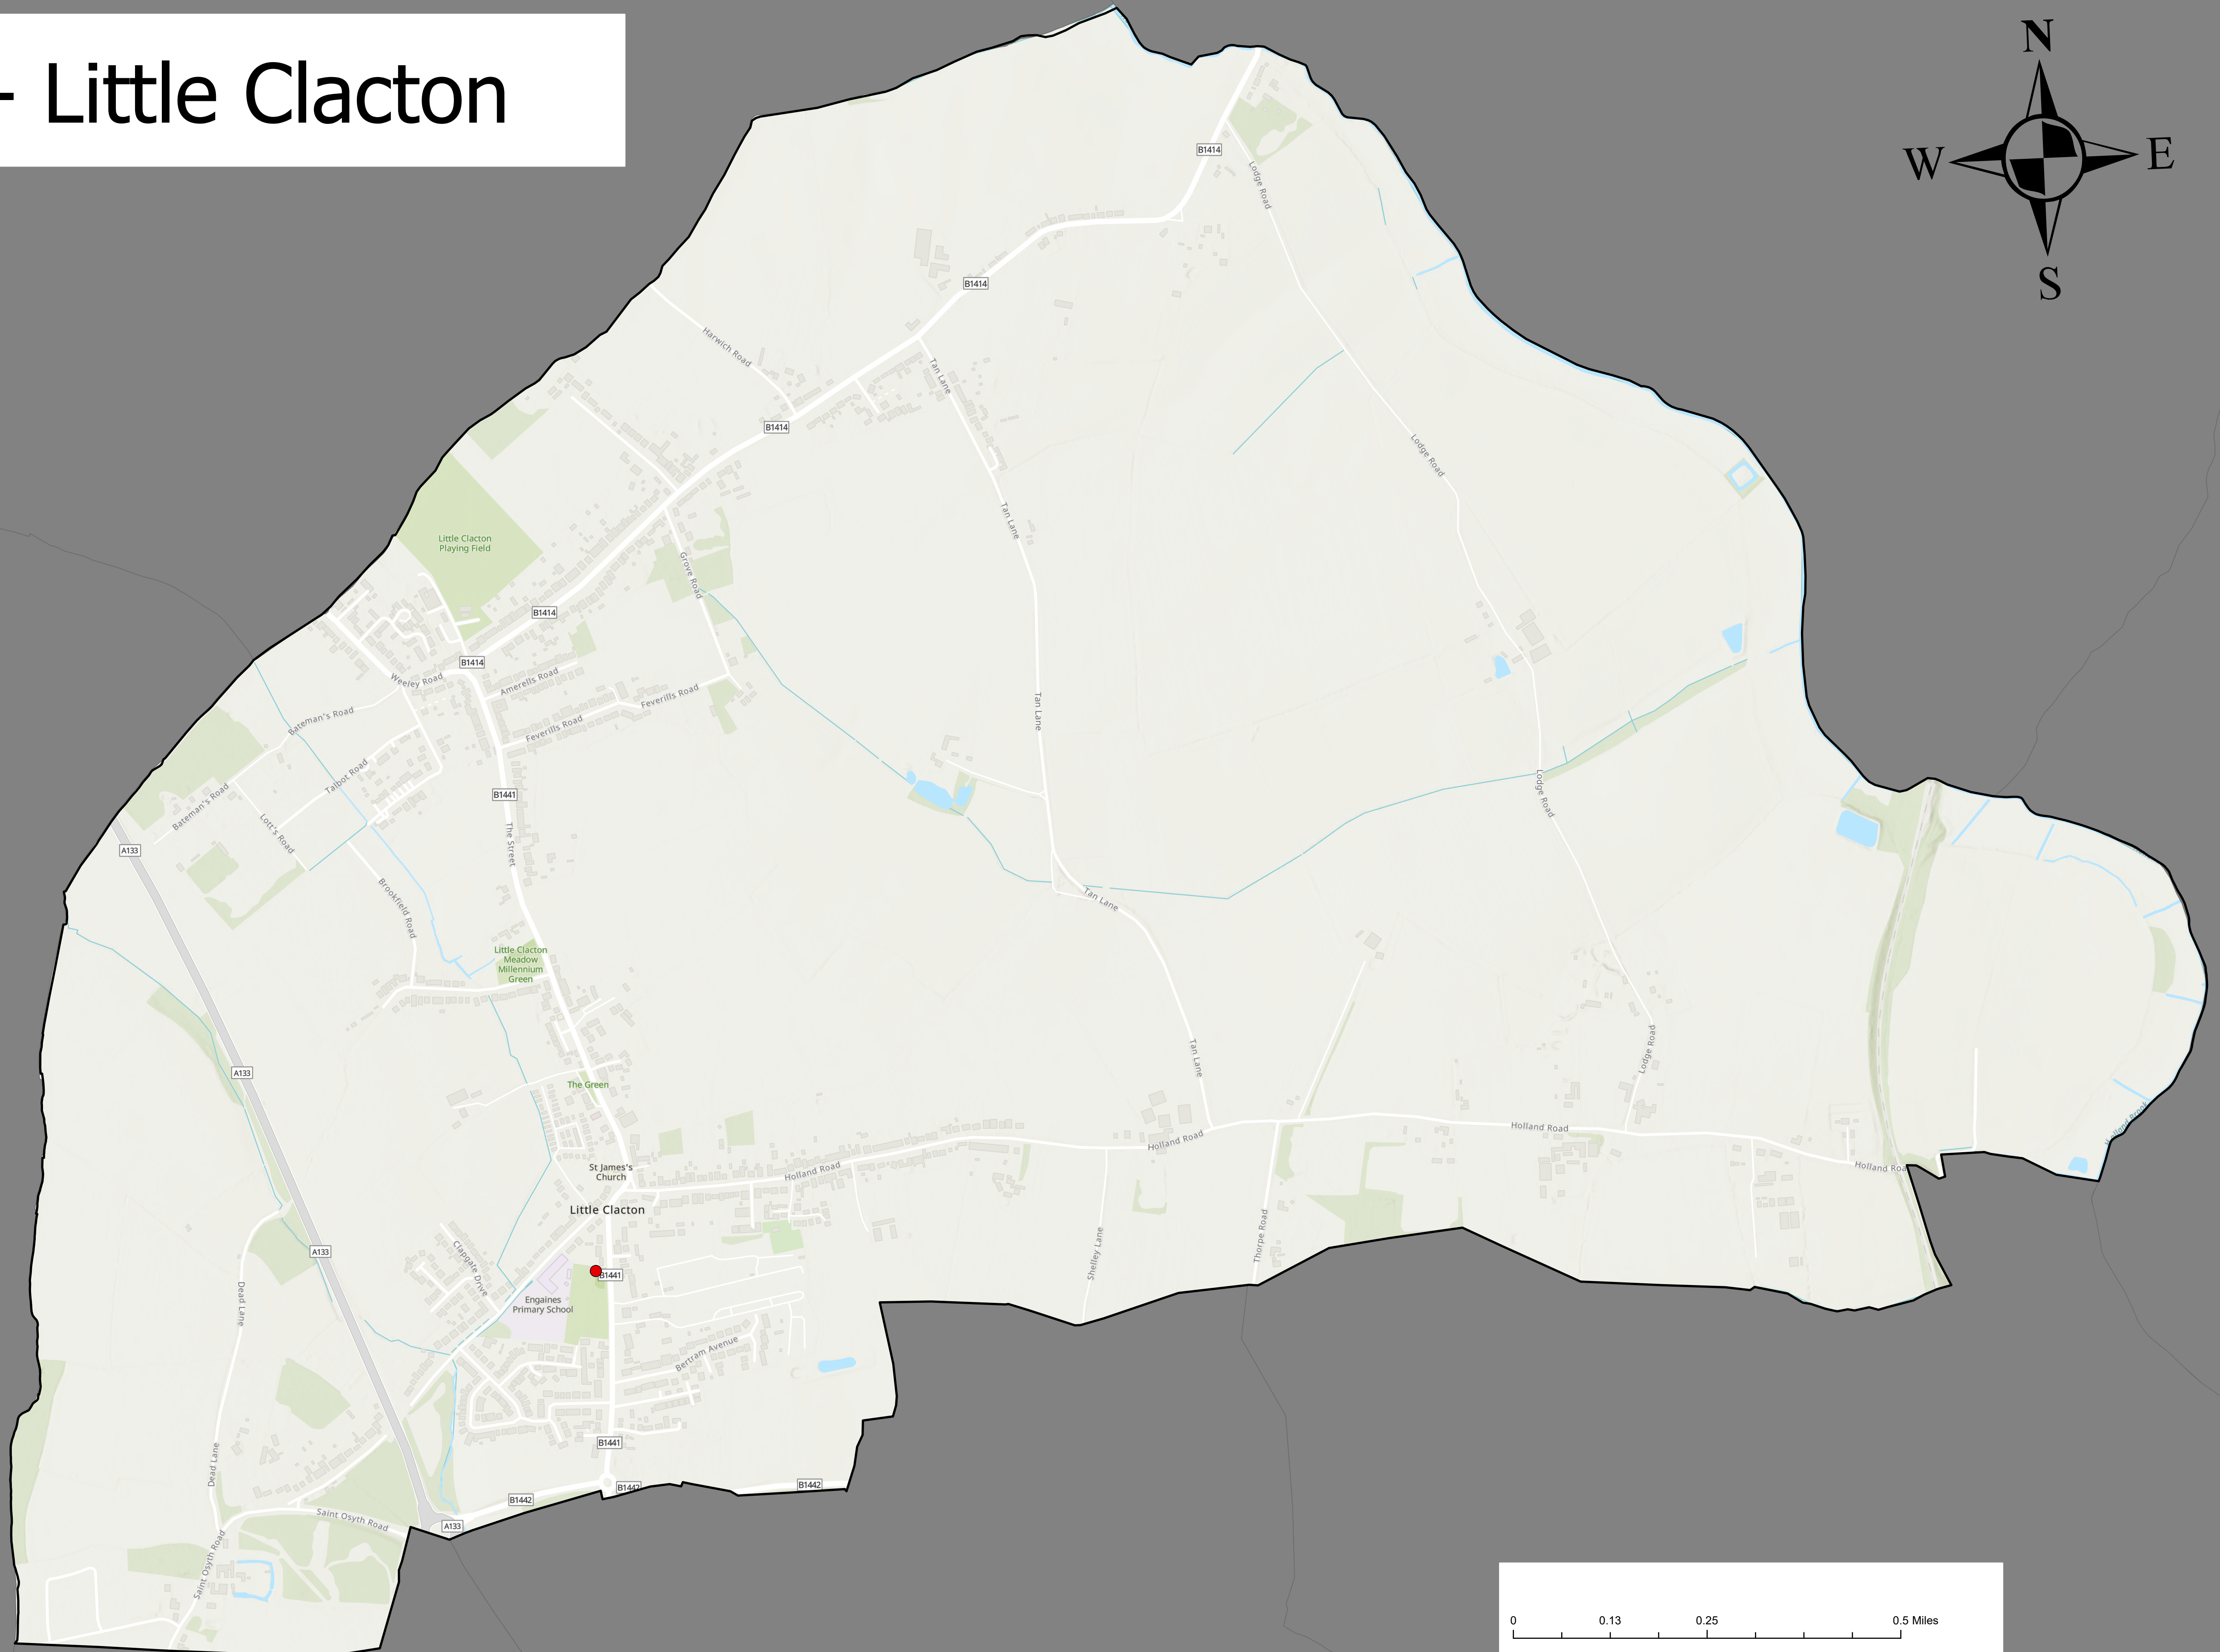 - Little Clacton
N
W
E
S
B1414
Lodge Road
B1414
Harwich Road
Tan Lane
B1414
Lodge Road
Tan Lane
Little Clacton
Playing Field
Grove Road
B1414
B1414
Weeley Road
Amerells Road
Feverills Road
Feverills Road
Bateman's Road
Tan Lane
Talbot Road
B1441
Bateman's Road
Lott's Road
The Street
A133
Lodge Road
Brookfield Road
Tan Lane
Little Clacton
Meadow
Millennium
Green
Tan Lane
Lodge Road
A133
The Green
Holland Brook
Holland Road
Holland Road
Holland Road
Holland Roa
St James's
Church
Little Clacton
Clapgate Drive
A133
Thorpe Road
Shelley Lane
B1441
Dead Lane
Engaines
Primary School
Bertram Avenue
B1441
Dead Lane
B1442
B1442
B1442
Saint Osyth Road
A133
Saint Osyth Road
0
0.13
0.25
0.5 Miles